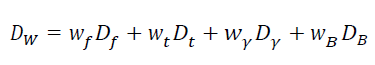 D_W = w_f D_f + w_t D_t + w_γ D_γ + w_B D_B